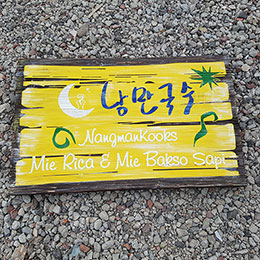 낭만국수
NangmanKooks
Mie Rica & Mie Bakso Sapi